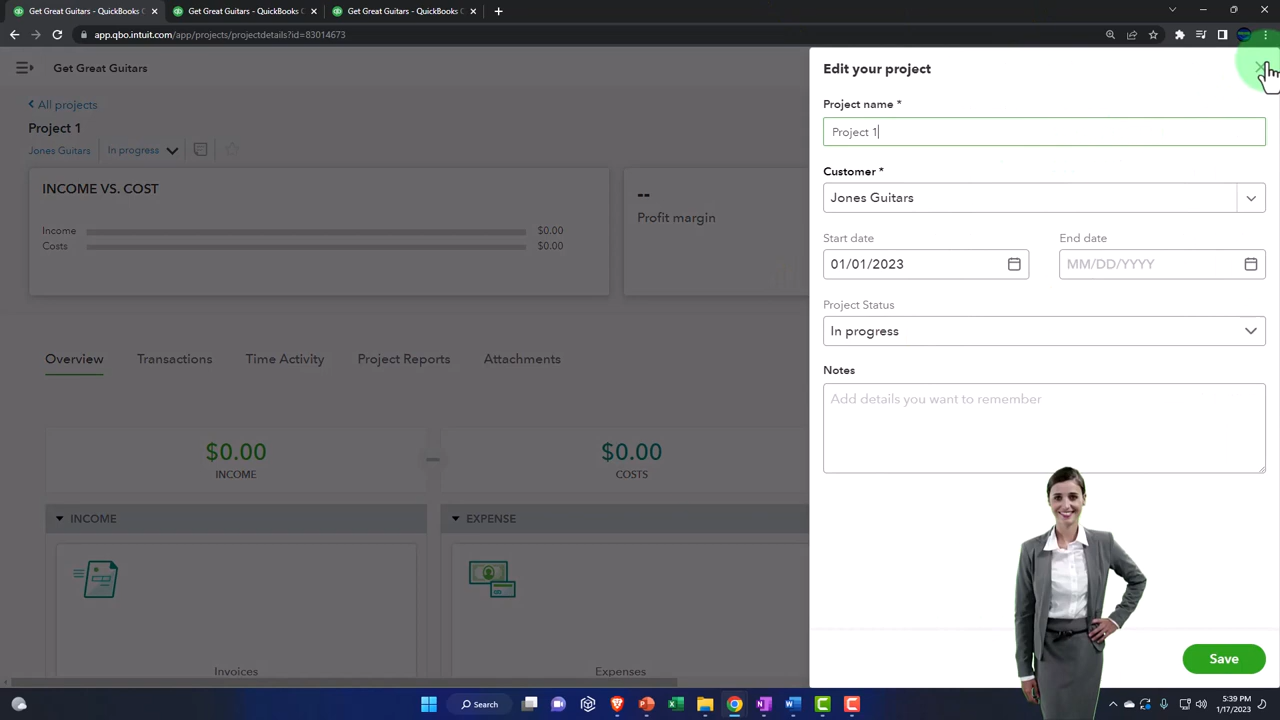 Get Great Guitars - QuickBooks C
Get Great Guitars - QuickBooks O
Get Great Guitars - QuickBooks C
app.qbo.intuit.com/app/projects/projectdetails?id=83014673
Get Great Guitars
All projects
Project 1
Jones Guitars
In progress
INCOME VS. COST
Income
$0.00
Costs
$0.00
--
Profit margin
Overview
Transactions
Time Activity
Project Reports
Attachments
$0.00
INCOME
$0.00
COSTS
INCOME
EXPENSE
Invoices
Expenses
Edit your project
Project name *
Project 1
Customer *
Jones Guitars
Start date
End date
01/01/2023
MM/DD/YYYY
Project Status
In progress
Notes
Add details you want to remember
Save
Search
5:39 PM
1/17/2023